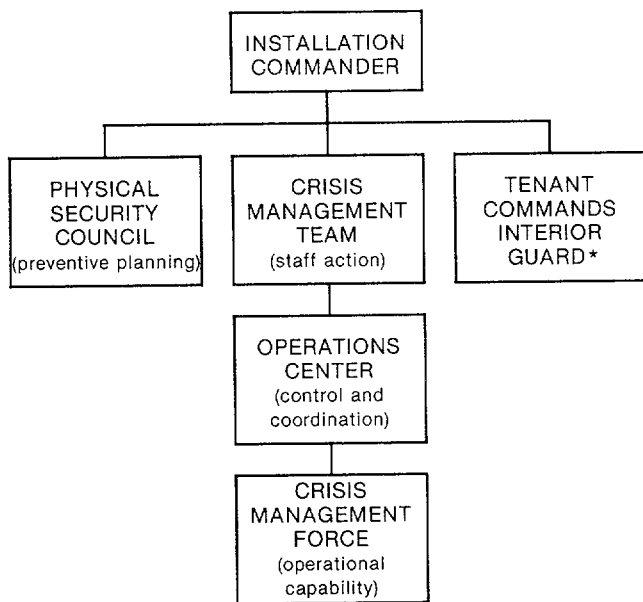 INSTALLATION
COMMANDER
PHYSICAL
SECURITY
COUNCIL
(preventive planning)
CRISIS
MANAGEMENT
TEAM
(staff action)
TENANT
COMMANDS
INTERIOR
GUARD*
OPERATIONS
CENTER
(control and
coordination)
CRISIS
MANAGEMENT
FORCE
(operational
capability)